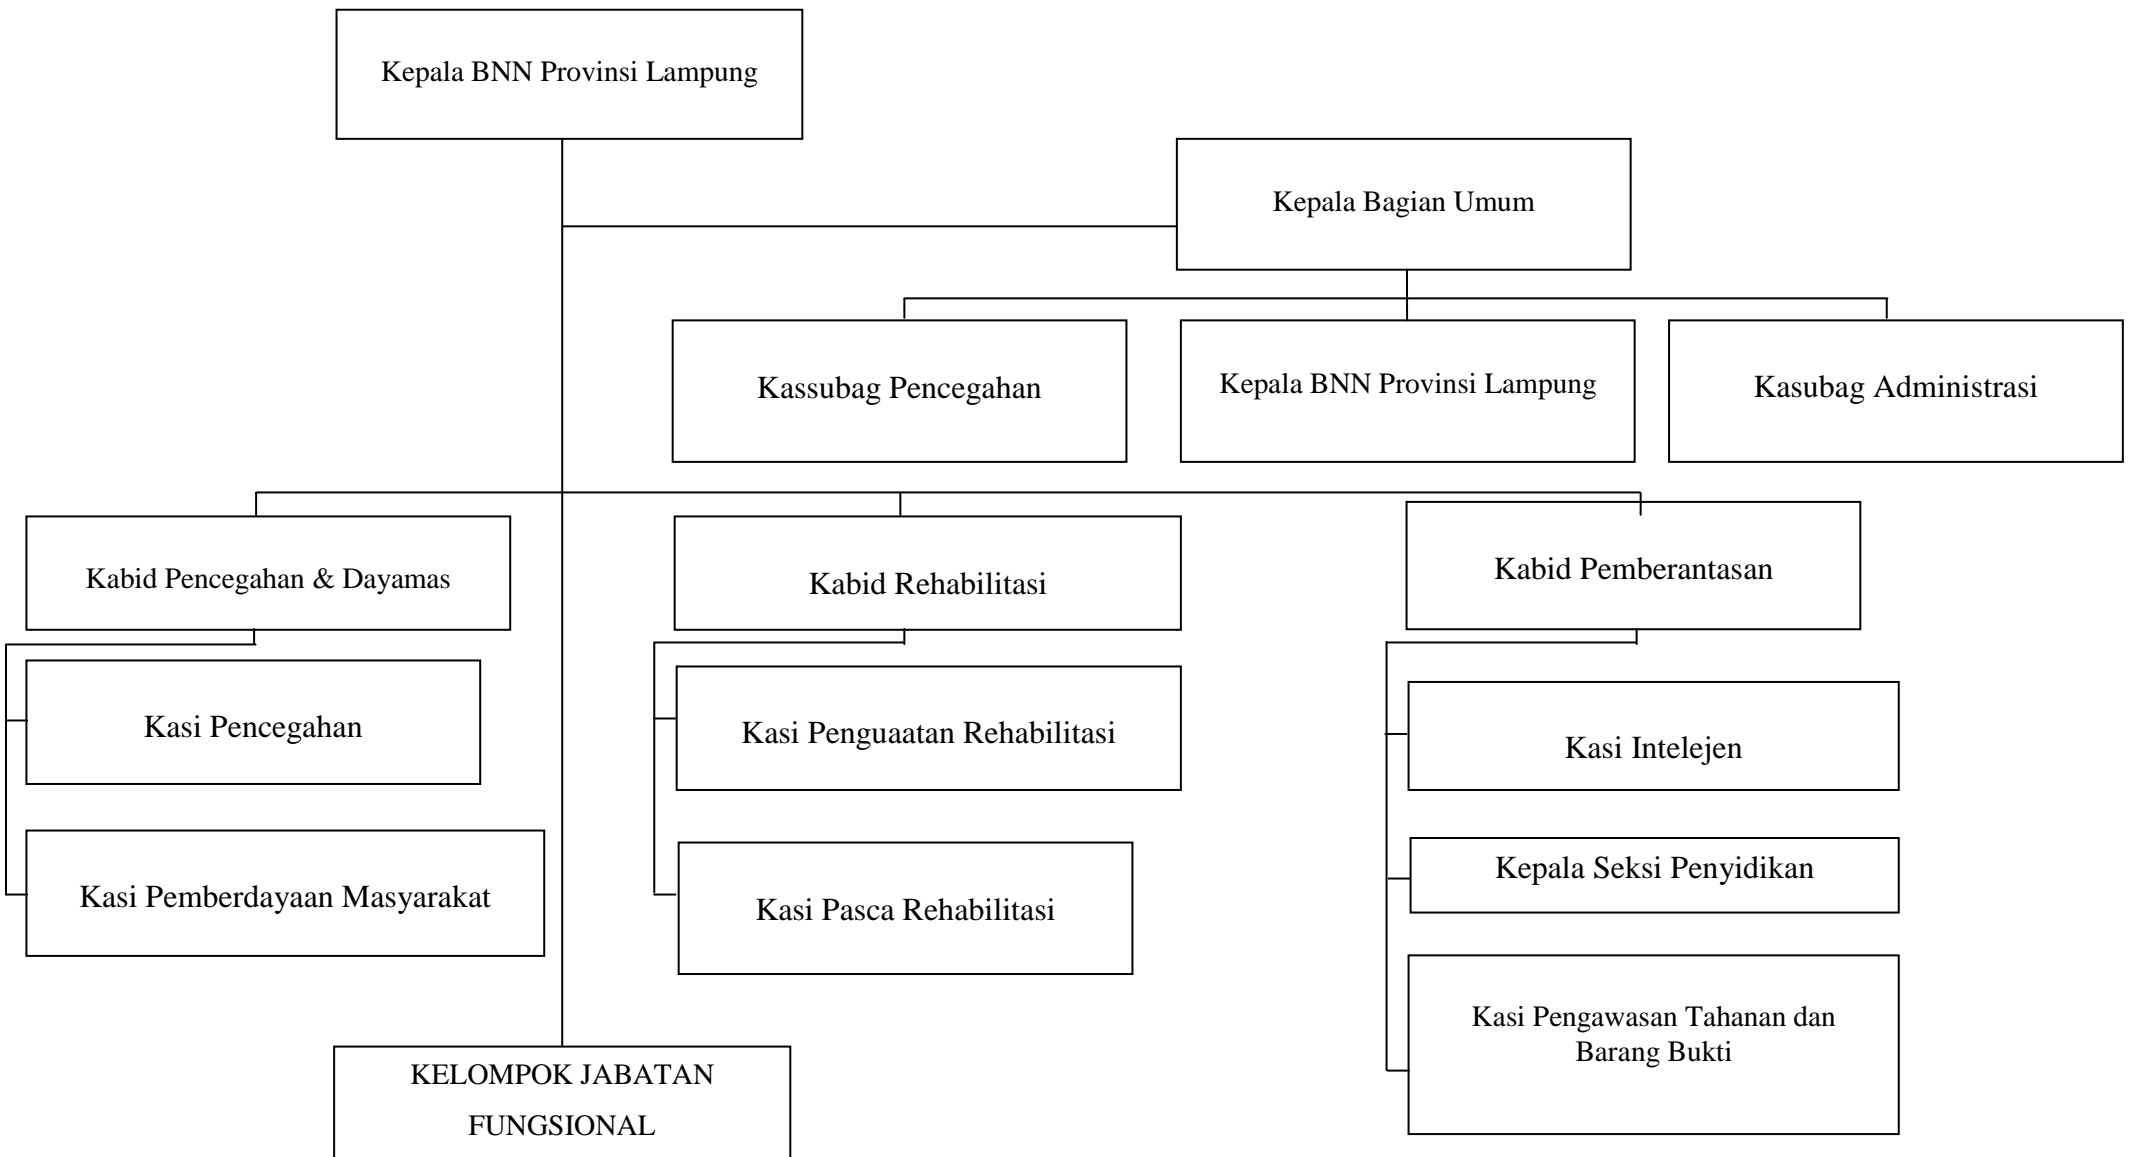 Kepala BNN Provinsi Lampung
Kepala Bagian Umum
Kassubag Pencegahan
Kepala BNN Provinsi Lampung
Kasubag Administrasi
Kabid Pencegahan & Dayamas
Kabid Rehabilitasi
Kabid Pemberantasan
Kasi Pencegahan
Kasi Penguaatan Rehabilitasi
Kasi Intelejen
Kasi Pemberdayaan Masyarakat
Kasi Pasca Rehabilitasi
Kepala Seksi Penyidikan
Kasi Pengawasan Tahanan dan
Barang Bukti
KELOMPOK JABATAN
FUNGSIONAL